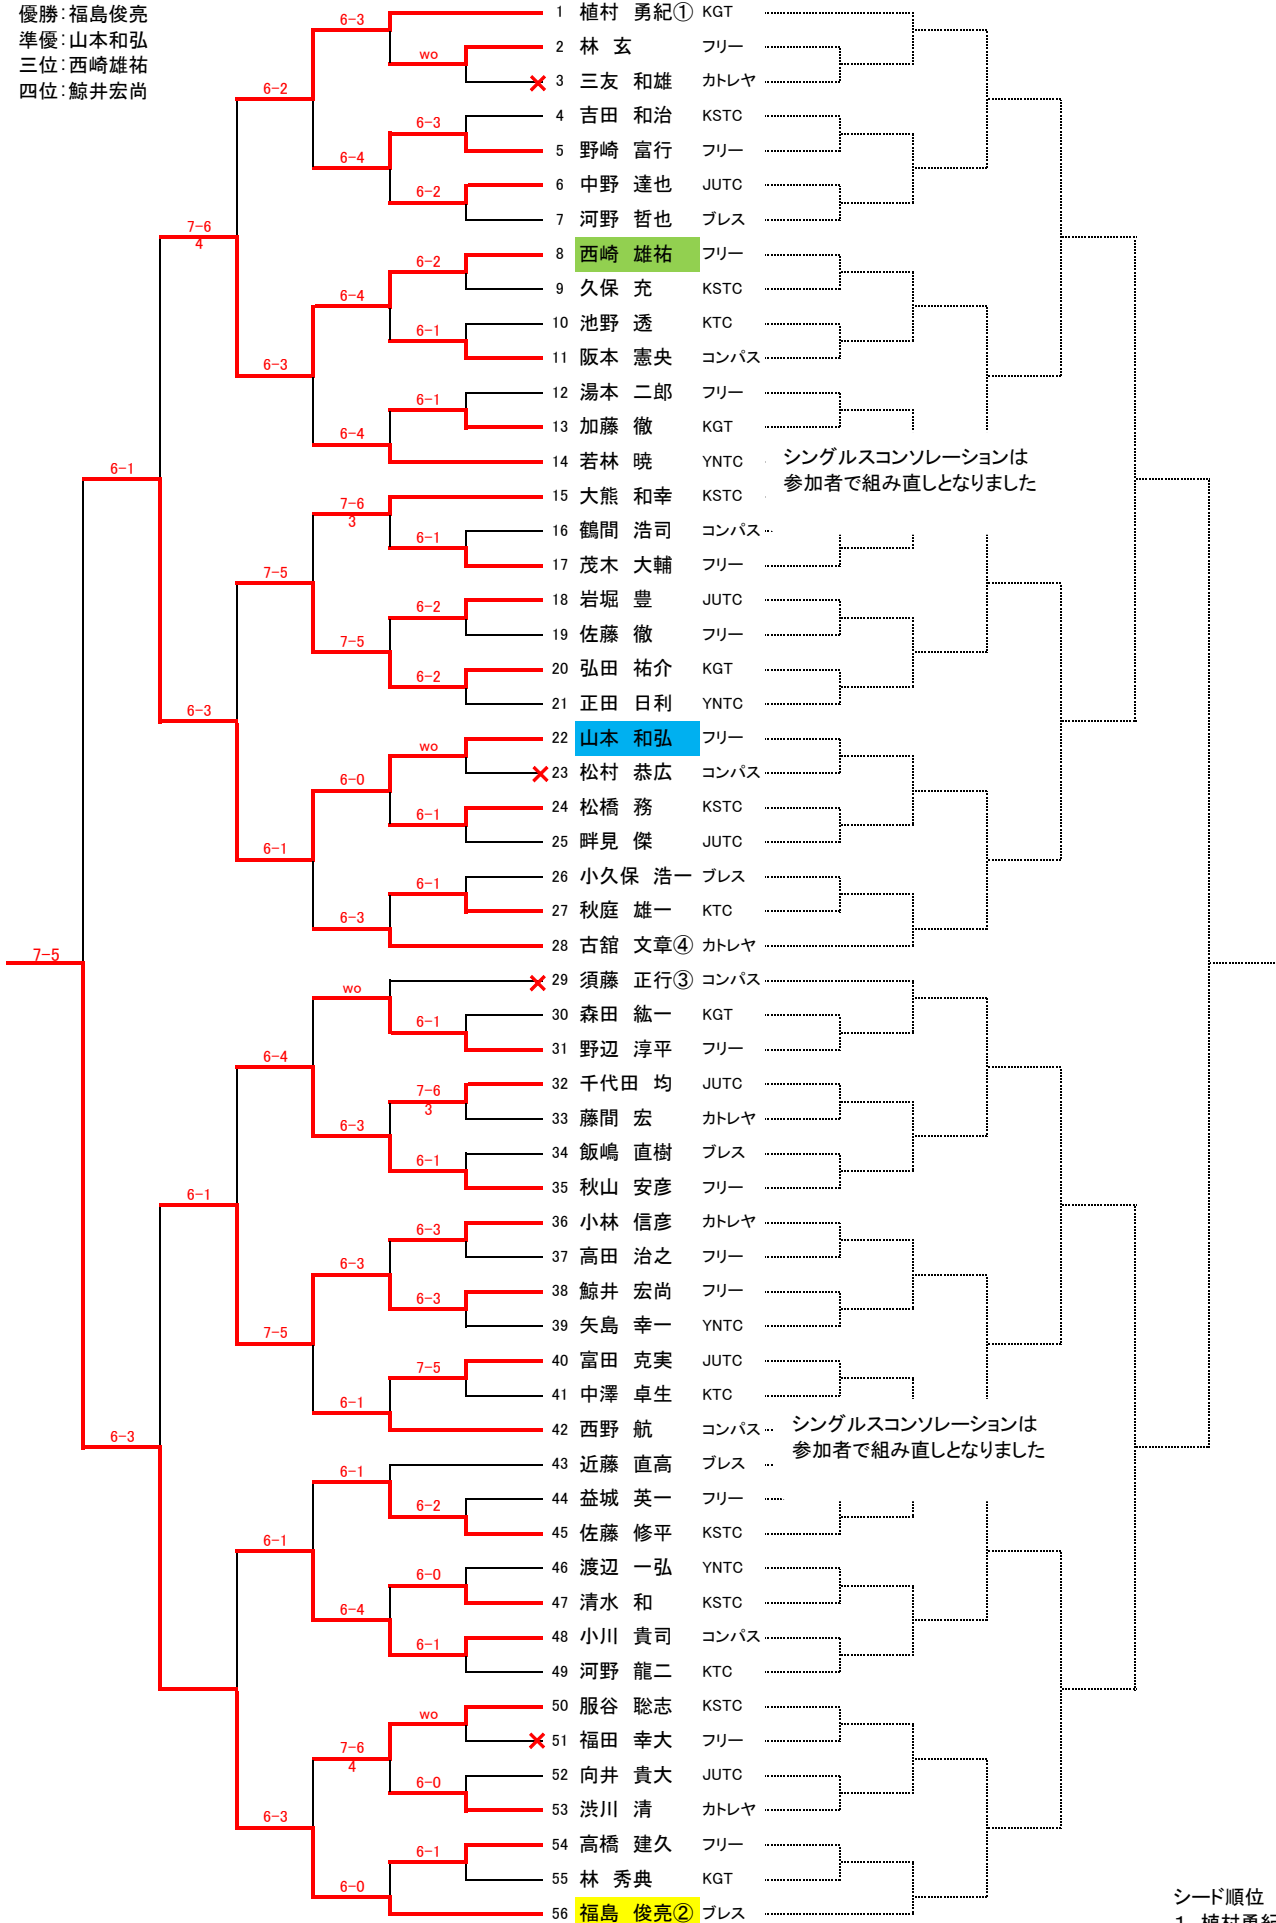 優勝:福島俊亮
準優:山本和弘
三位:西崎雄祐
四位:鯨井宏尚
1 植村 勇紀① KGT
6-3
2 林 玄 フリー
wo
3 三友 和雄 カトレヤ
6-2
4 吉田 和治 KSTC
6-3
5 野崎 富行 フリー
6-4
6 中野 達也 JUTC
6-2
7 河野 哲也 ブレス
7-6
4
8 西崎 雄祐 フリー
6-2
9 久保 充 KSTC
6-4
10 池野 透 KTC
6-1
11 阪本 憲央 コンパス
6-3
12 湯本 二郎 フリー
6-1
13 加藤 徹 KGT
6-4
14 若林 暁 YNTC
シングルスコンソレーションは
参加者で組み直しとなりました
6-1
15 大熊 和幸 KSTC
7-6
3
16 鶴間 浩司 コンパス
6-1
17 茂木 大輔 フリー
7-5
18 岩堀 豊 JUTC
6-2
19 佐藤 徹 フリー
7-5
20 弘田 祐介 KGT
6-2
21 正田 日利 YNTC
6-3
22 山本 和弘 フリー
wo
23 松村 恭広 コンパス
6-0
24 松橋 務 KSTC
6-1
25 畔見 傑 JUTC
6-1
26 小久保 浩一 ブレス
6-1
27 秋庭 雄一 KTC
6-3
28 古舘 文章④ カトレヤ
7-5
29 須藤 正行③ コンパス
wo
30 森田 紘一 KGT
6-1
31 野辺 淳平 フリー
6-4
32 千代田 均 JUTC
7-6
3
33 藤間 宏 カトレヤ
6-3
34 飯嶋 直樹 ブレス
6-1
35 秋山 安彦 フリー
6-1
36 小林 信彦 カトレヤ
6-3
37 高田 治之 フリー
6-3
38 鯨井 宏尚 フリー
6-3
39 矢島 幸一 YNTC
7-5
40 富田 克実 JUTC
7-5
41 中澤 卓生 KTC
6-1
42 西野 航 コンパス
シングルスコンソレーションは
参加者で組み直しとなりました
6-3
43 近藤 直高 ブレス
6-1
44 益城 英一 フリー
6-2
45 佐藤 修平 KSTC
6-1
46 渡辺 一弘 YNTC
6-0
47 清水 和 KSTC
6-4
48 小川 貴司 コンパス
6-1
49 河野 龍二 KTC
50 服谷 聡志 KSTC
wo
51 福田 幸大 フリー
7-6
4
52 向井 貴大 JUTC
6-0
53 渋川 清 カトレヤ
6-3
54 高橋 建久 フリー
6-1
55 林 秀典 KGT
6-0
56 福島 俊亮② ブレス
シード順位
1 植村勇紀